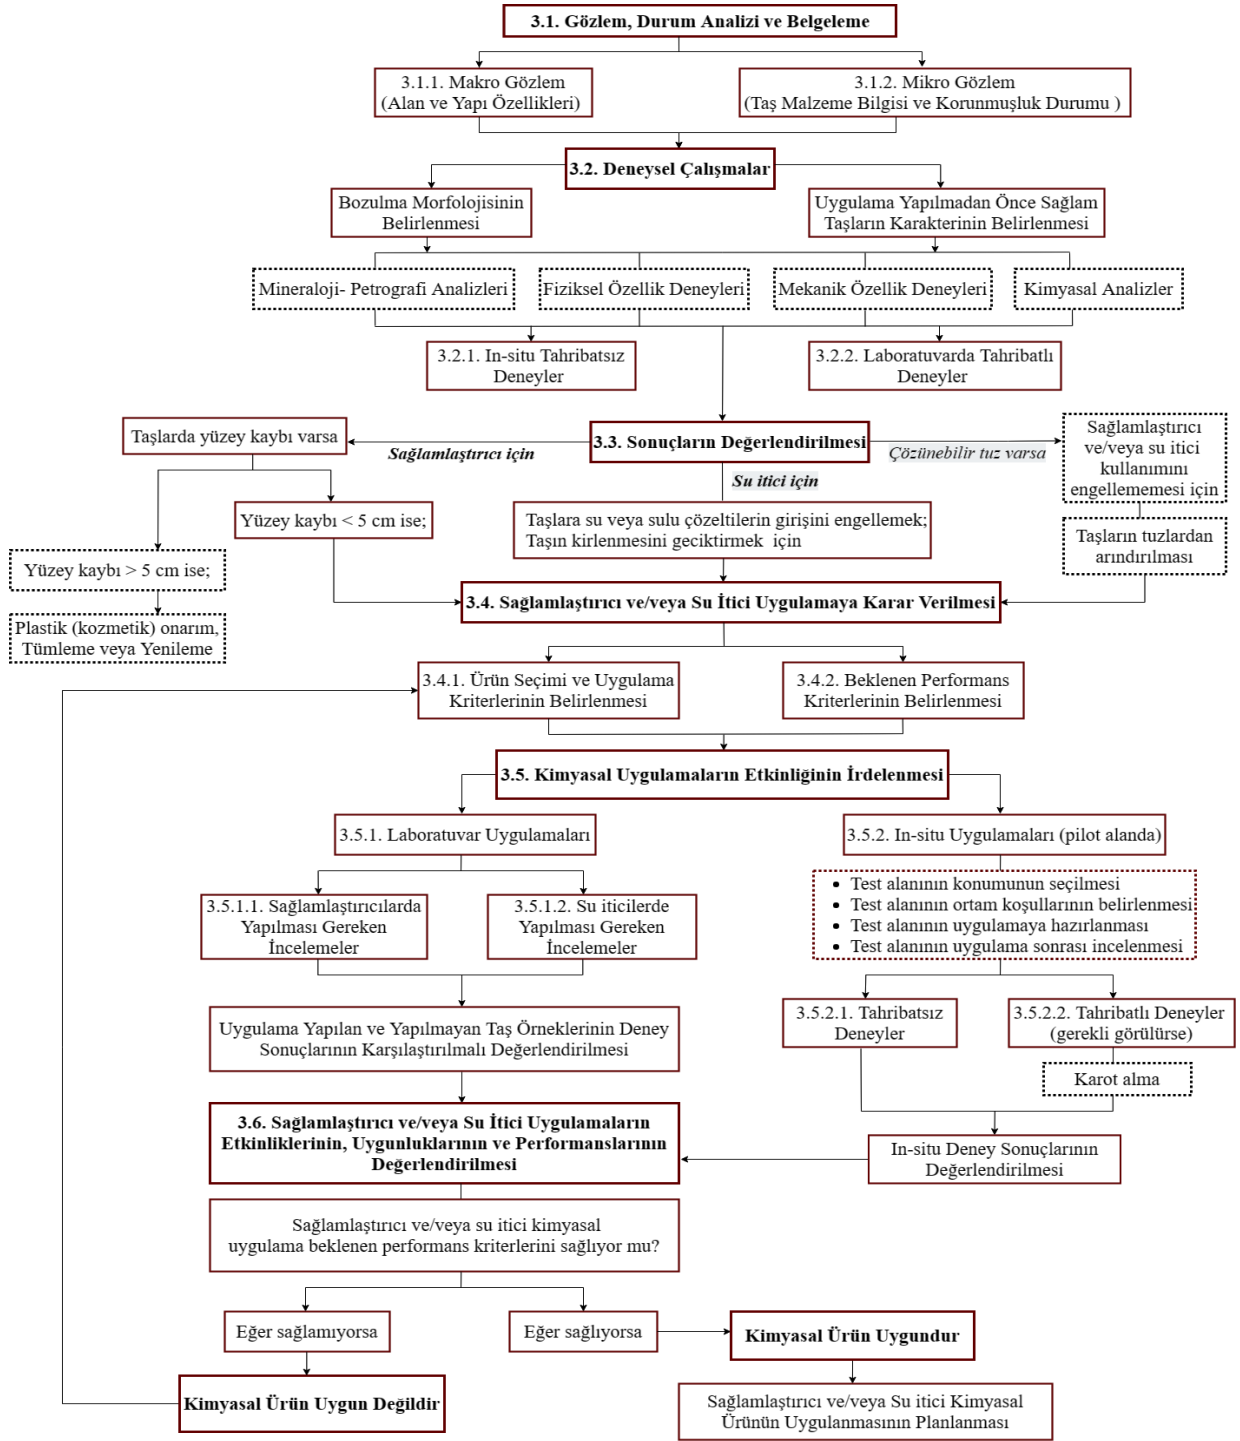 3.1. Gözlem, Durum Analizi ve Belgeleme
3.1.1. Makro Gözlem
(Alan ve Yapı Özellikleri)
3.1.2. Mikro Gözlem
(Taş Malzeme Bilgisi ve Korunmuşluk Durumu )
3.2. Deneysel Çalışmalar
Bozulma Morfolojisinin
Belirlenmesi
Uygulama Yapılmadan Önce Sağlam
Taşların Karakterinin Belirlenmesi
Mineraloji- Petrografi Analizleri
Fiziksel Özellik Deneyleri
Mekanik Özellik Deneyleri
Kimyasal Analizler
3.2.1. In-situ Tahribatsız
Deneyler
3.2.2. Laboratuvarda Tahribatlı
Deneyler
Taşlarda yüzey kaybı varsa
Sağlamlaştırıcı için
3.3. Sonuçların Değerlendirilmesi
Çözünebilir tuz varsa
Sağlamlaştırıcı
ve/veya su itici
kullanımını
engellememesi için
Su itici için
Yüzey kaybı < 5 cm ise;
Taşlara su veya sulu çözeltilerin girişini engellemek;
Taşın kirlenmesini geciktirmek için
Taşların tuzlardan
arındırılması
Yüzey kaybı > 5 cm ise;
Plastik (kozmetik) onarım,
Tümleme veya Yenileme
3.4. Sağlamlaştırıcı ve/veya Su İtici Uygulamaya Karar Verilmesi
3.4.1. Ürün Seçimi ve Uygulama
Kriterlerinin Belirlenmesi
3.4.2. Beklenen Performans
Kriterlerinin Belirlenmesi
3.5. Kimyasal Uygulamaların Etkinliğinin İrdelenmesi
3.5.1. Laboratuvar Uygulamaları
3.5.2. In-situ Uygulamaları (pilot alanda)
3.5.1.1. Sağlamlaştırıcılarda
Yapılması Gereken
İncelemeler
3.5.1.2. Su iticilerde
Yapılması Gereken
İncelemeler
• Test alanının konumunun seçilmesi
• Test alanının ortam koşullarının belirlenmesi
• Test alanının uygulamaya hazırlanması
• Test alanının uygulama sonrası incelenmesi
Uygulama Yapılan ve Yapılmayan Taş Örneklerinin Deney
Sonuçlarının Karşılaştırılmalı Değerlendirilmesi
3.5.2.1. Tahribatsız
Deneyler
3.5.2.2. Tahribatlı Deneyler
(gerekli görülürse)
Karot alma
3.6. Sağlamlaştırıcı ve/veya Su İtici Uygulamaların
Etkinliklerinin, Uygunluklarının ve Performanslarının
Değerlendirilmesi
In-situ Deney Sonuçlarının
Değerlendirilmesi
Sağlamlaştırıcı ve/veya su itici kimyasal
uygulama beklenen performans kriterlerini sağlıyor mu?
Eğer sağlamıyorsa
Eğer sağlıyorsa
Kimyasal Ürün Uygundur
Kimyasal Ürün Uygun Değildir
Sağlamlaştırıcı ve/veya Su itici Kimyasal
Ürünün Uygulanmasının Planlanması